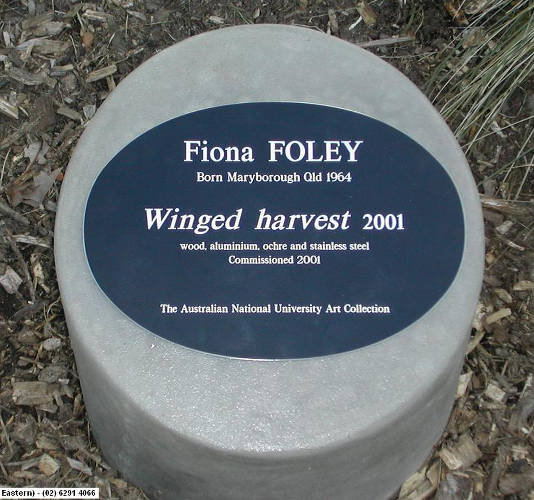 Fiona FOLEY
Born Maryborough Qld 1964
Winged harvest 2001
wood, aluminium, ochre and stainless steel
Commissioned 2001
The Australian National University Art Collection
Eastern) - (02) 6291 4066